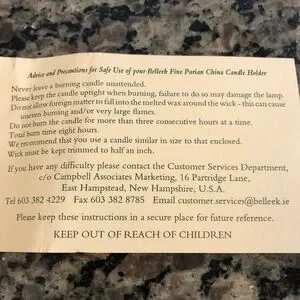 Advice and Precautions for Safe Use of your Belleek Fine Parian China Candle Holder
Never leave a burning candle unattended.
Please keep the candle upright when burning, failure to do so may damage the lamp.
Do not allow foreign matter to fall into the melted wax around the wick - this can cause
uneven burning and/or very large flames.
Do not burn the candle for more than three consecutive hours at a time.
Total burn time eight hours.
We recommend that you use a candle similar in size to that enclosed.
Wick must be kept trimmed to half an inch.
If you have any difficulty please contact the Customer Services Department,
c/o Campbell Associates Marketing, 16 Partridge Lane,
East Hampstead, New Hampshire, U.S.A.
Tel 603 382 4229 Fax 603 382 8785 Email customer.services@belleek.ie
Please keep these instructions in a secure place for future reference.
KEEP OUT OF REACH OF CHILDREN